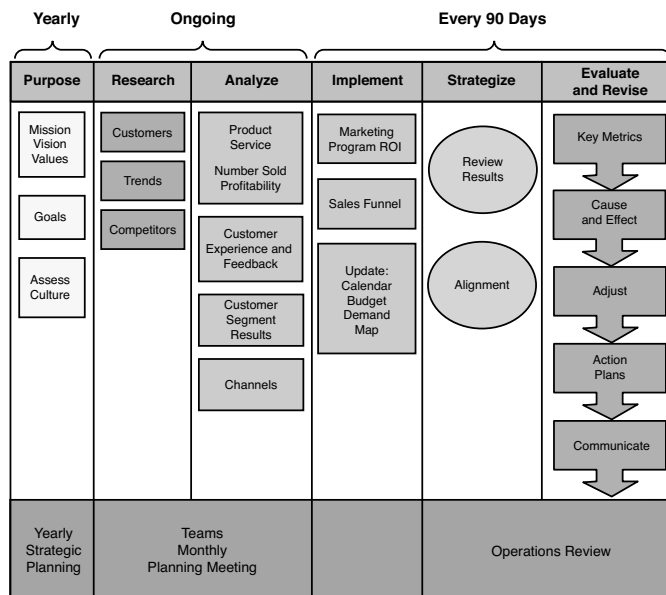 Yearly
Ongoing
Every 90 Days
Purpose
Research
Analyze
Implement
Strategize
Evaluate
and Revise
Mission
Vision
Values
Goals
Assess
Culture
Customers
Trends
Competitors
Product
Service
Number Sold
Profitability
Customer
Experience and
Feedback
Customer
Segment
Results
Channels
Marketing
Program ROI
Sales Funnel
Update:
Calendar
Budget
Demand
Map
Review
Results
Alignment
Key Metrics
Cause
and Effect
Adjust
Action
Plans
Communicate
Yearly
Strategic
Planning
Teams
Monthly
Planning Meeting
Operations Review